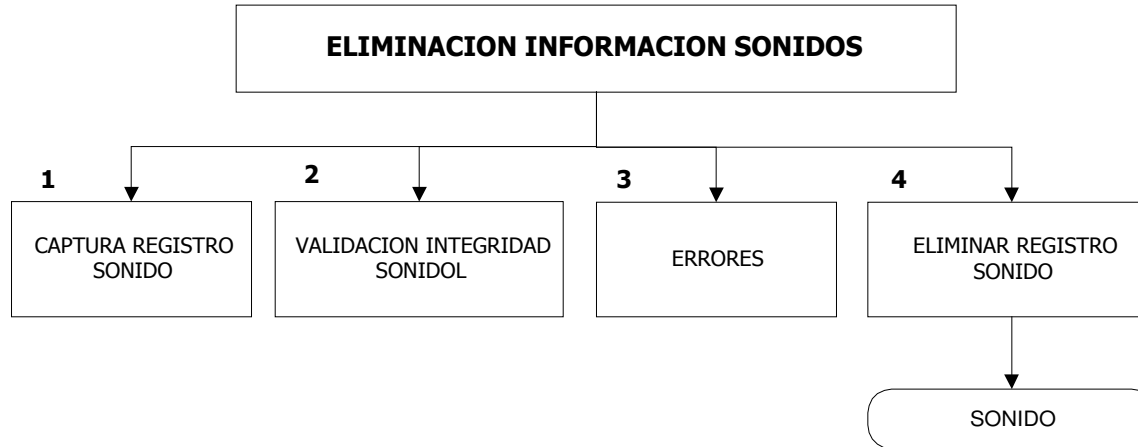 ELIMINACION INFORMACION SONIDOS
1
CAPTURA REGISTRO
SONIDO
2
VALIDACION INTEGRIDAD
SONIDOL
3
ERRORES
4
ELIMINAR REGISTRO
SONIDO
SONIDO